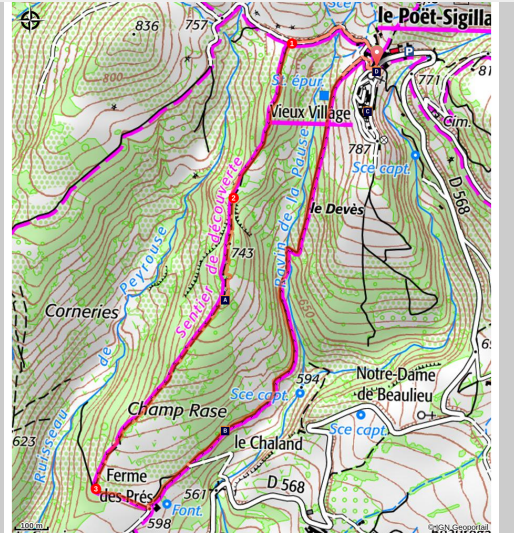 836
757
Sce
le Poët-Sigilla
1
P
D
800
St. épur.
771
81
C
Vieux Village
Cim.
787
Sce capt.
Sentier de découverte
Ravin de la Pause
2
le Devès
D 568
743
Ruisseau de Peyrouse
A
650
Corneries
594
Notre-Dame
de Beaulieu
Sce capt.
Champ Rase
Sce capt.
623
B
le Chaland
3
Ferme
des Prés
561
D 568
Font.
598
100 m
© IGN Geoportail